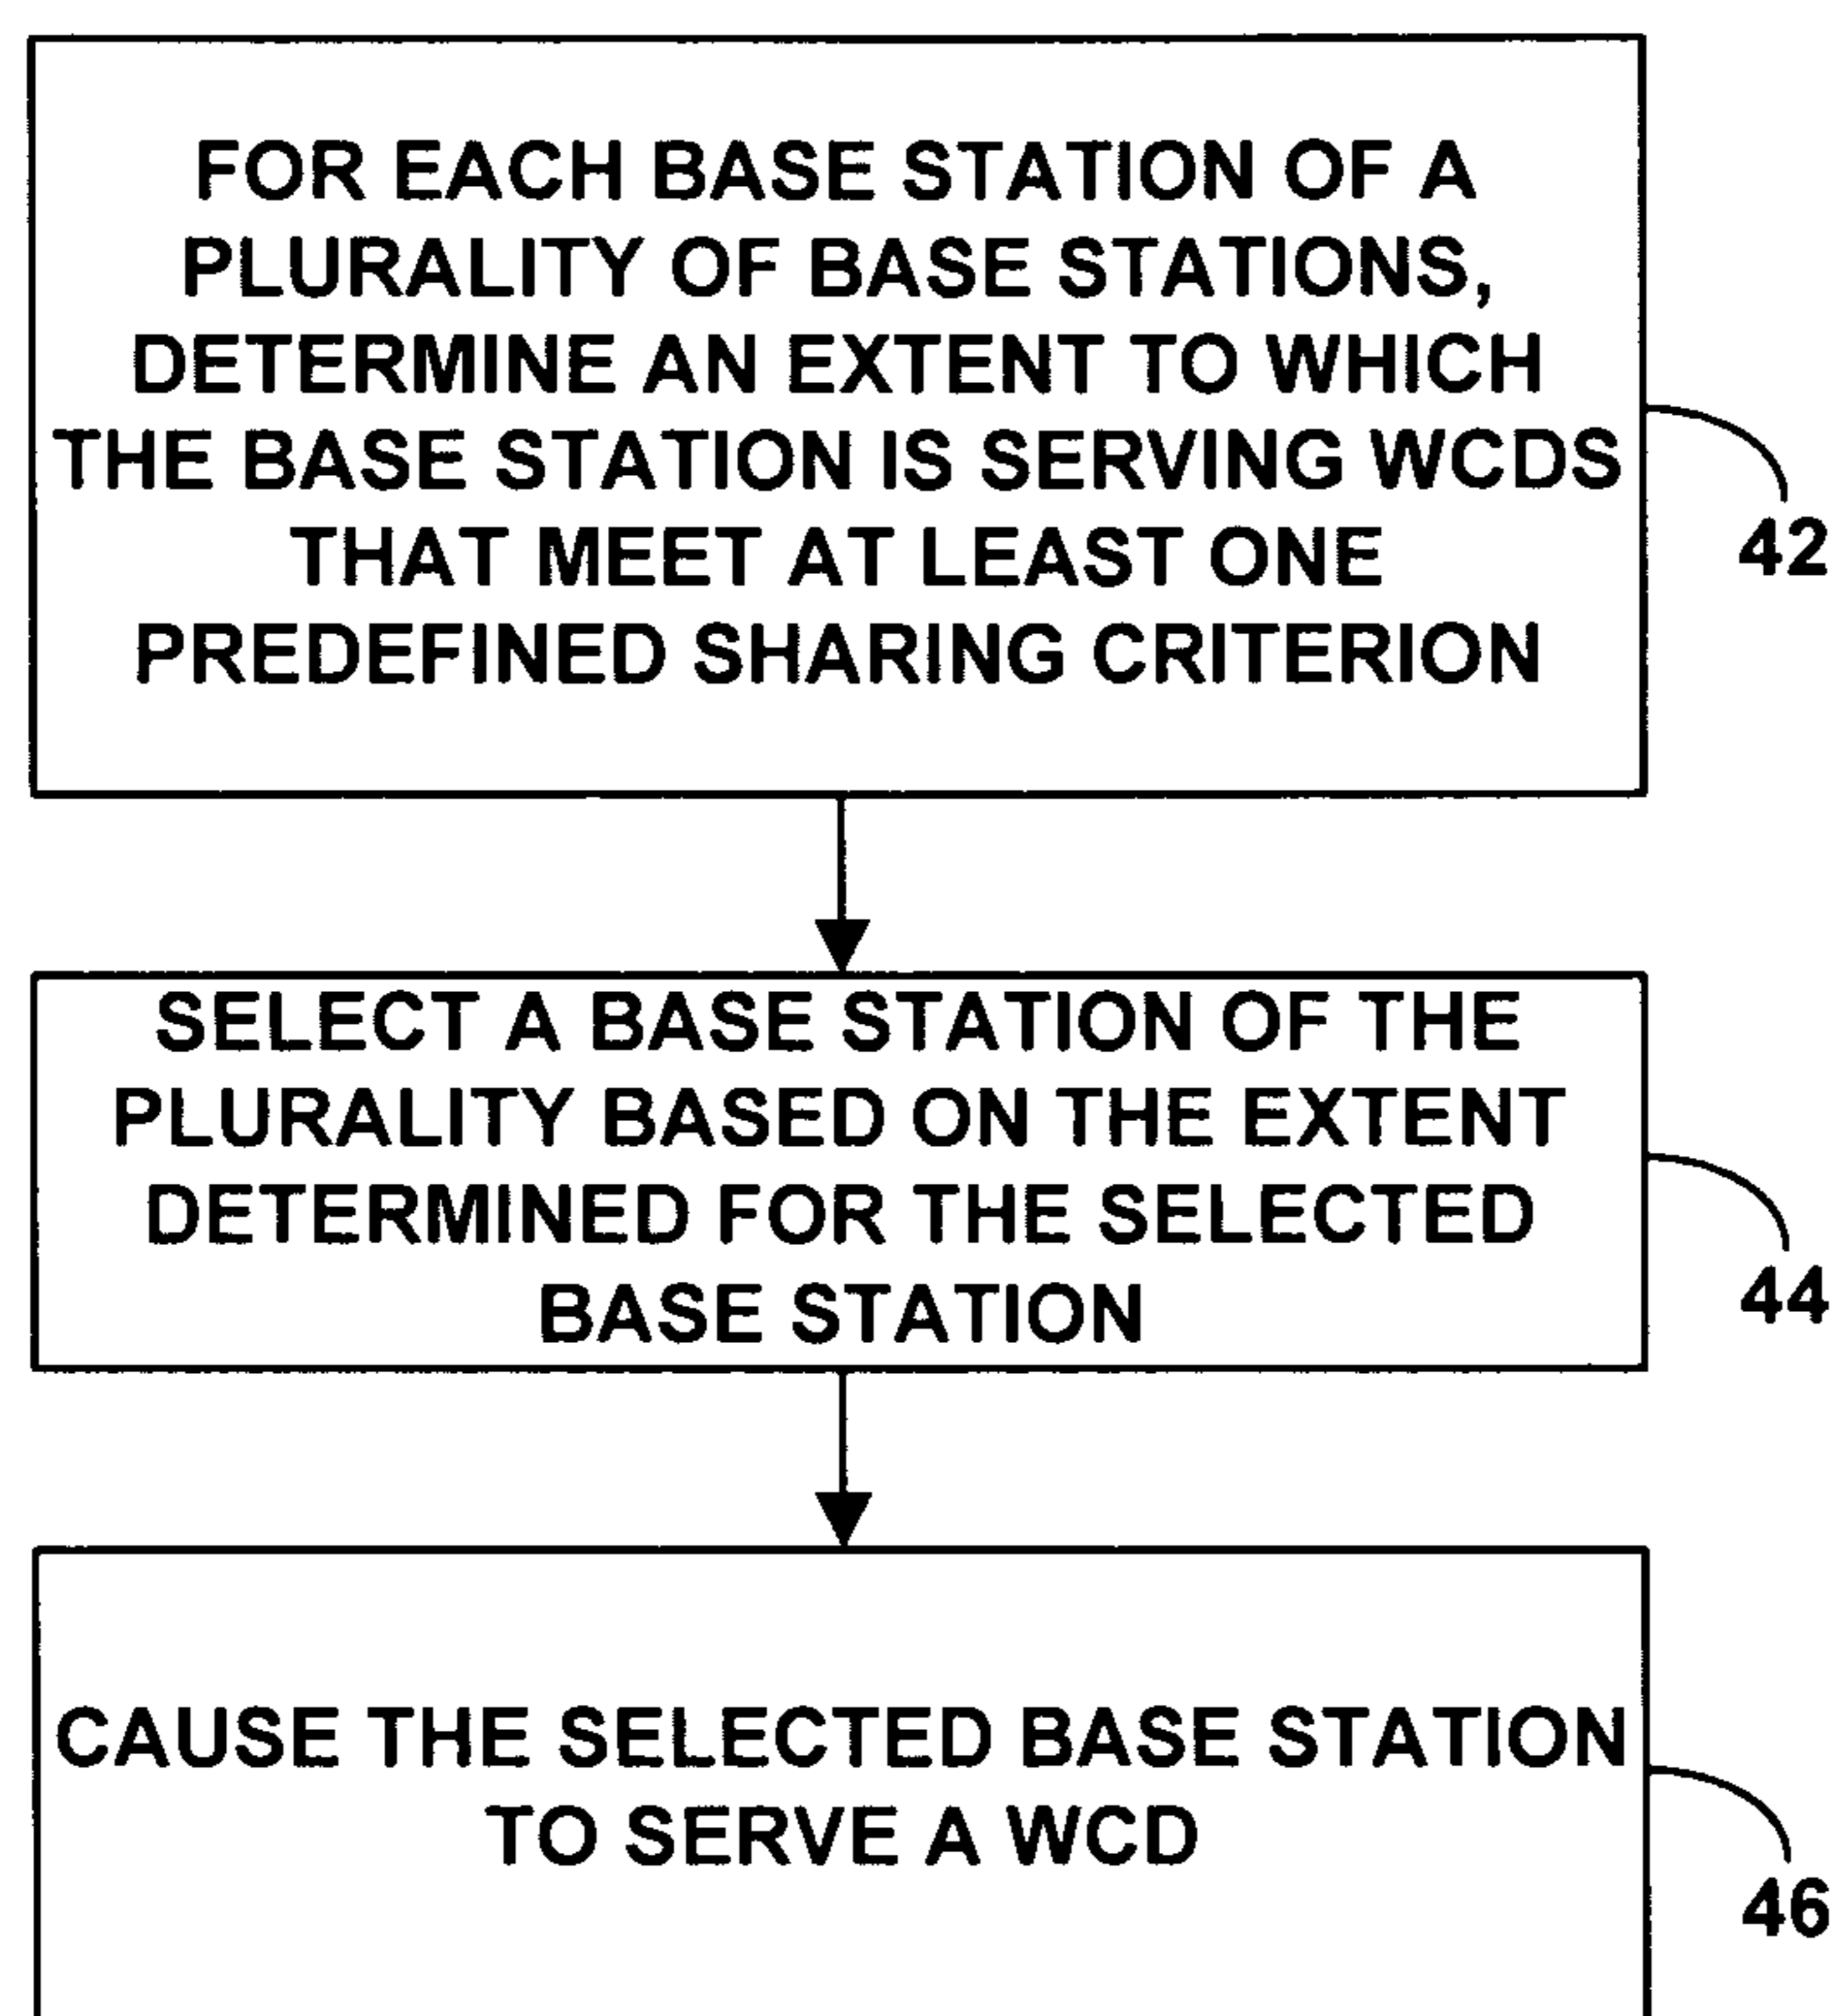 FOR EACH BASE STATION OF A
PLURALITY OF BASE STATIONS,
DETERMINE AN EXTENT TO WHICH
THE BASE STATION IS SERVING WCDS
THAT MEET AT LEAST ONE
PREDEFINED SHARING CRITERION
42
SELECT A BASE STATION OF THE
PLURALITY BASED ON THE EXTENT
DETERMINED FOR THE SELECTED
BASE STATION
44
CAUSE THE SELECTED BASE STATION
TO SERVE A WCD
46